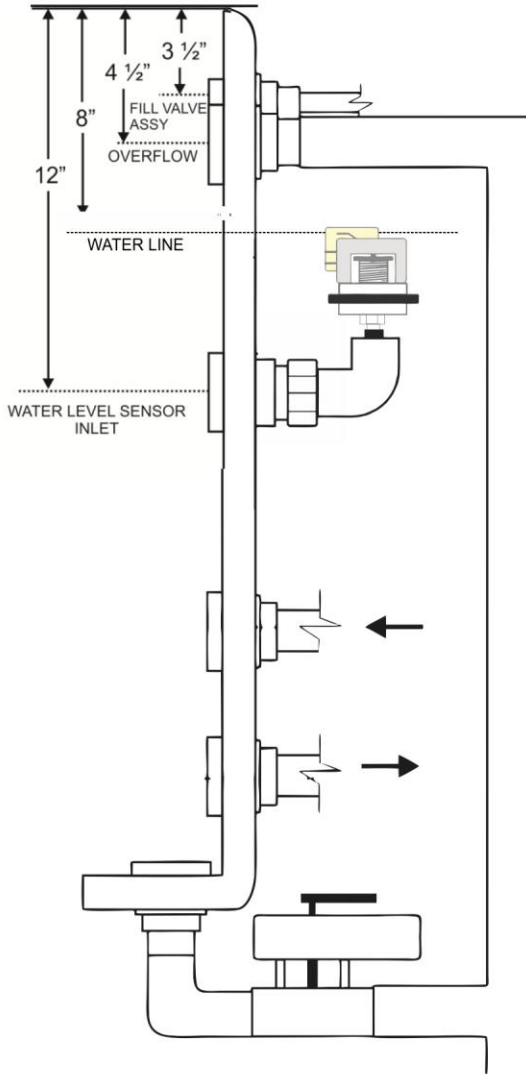 3 ½”
4 ½”
8”
12”
FILL VALVE
ASSY
OVERFLOW
WATER LINE
WATER LEVEL SENSOR
INLET